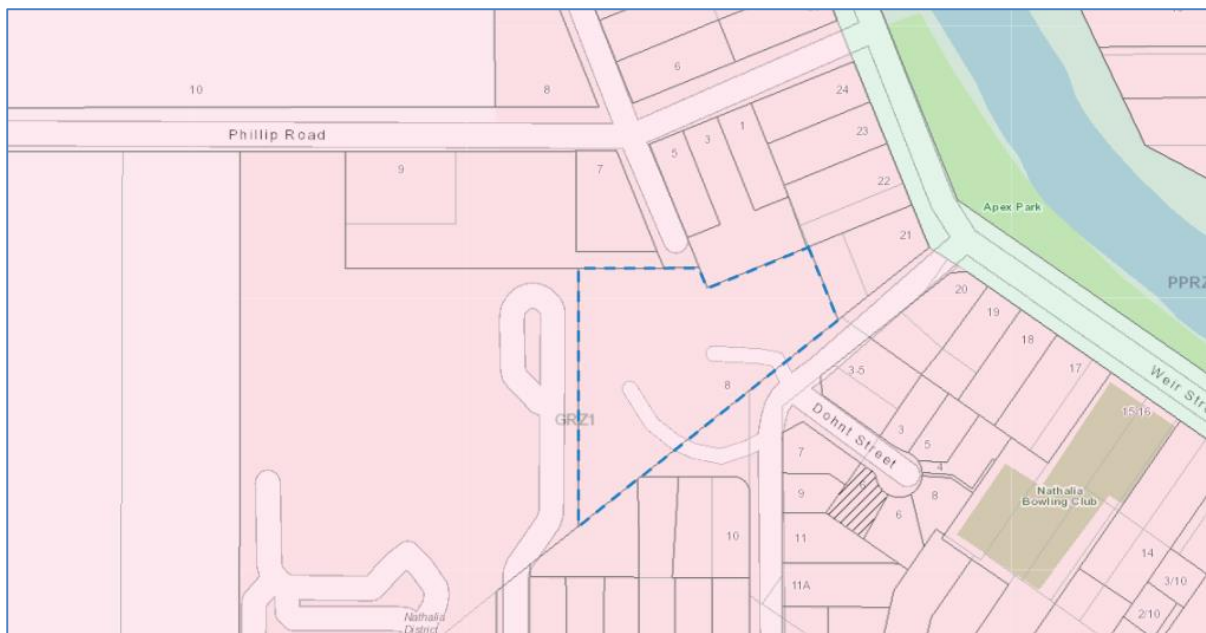 10
8
6
24
Phillip Road
1
3
5
23
9
7
22
Apex Park
21
PPRZ
20
19
18
3-5
17
8
Weir Stre
15-16
GRZ1
Dohnt Street
3
5
7
4
Nathalia
Bowling Club
9
8
6
10
11
14
11A
3/10
2/10
Nathalia
District